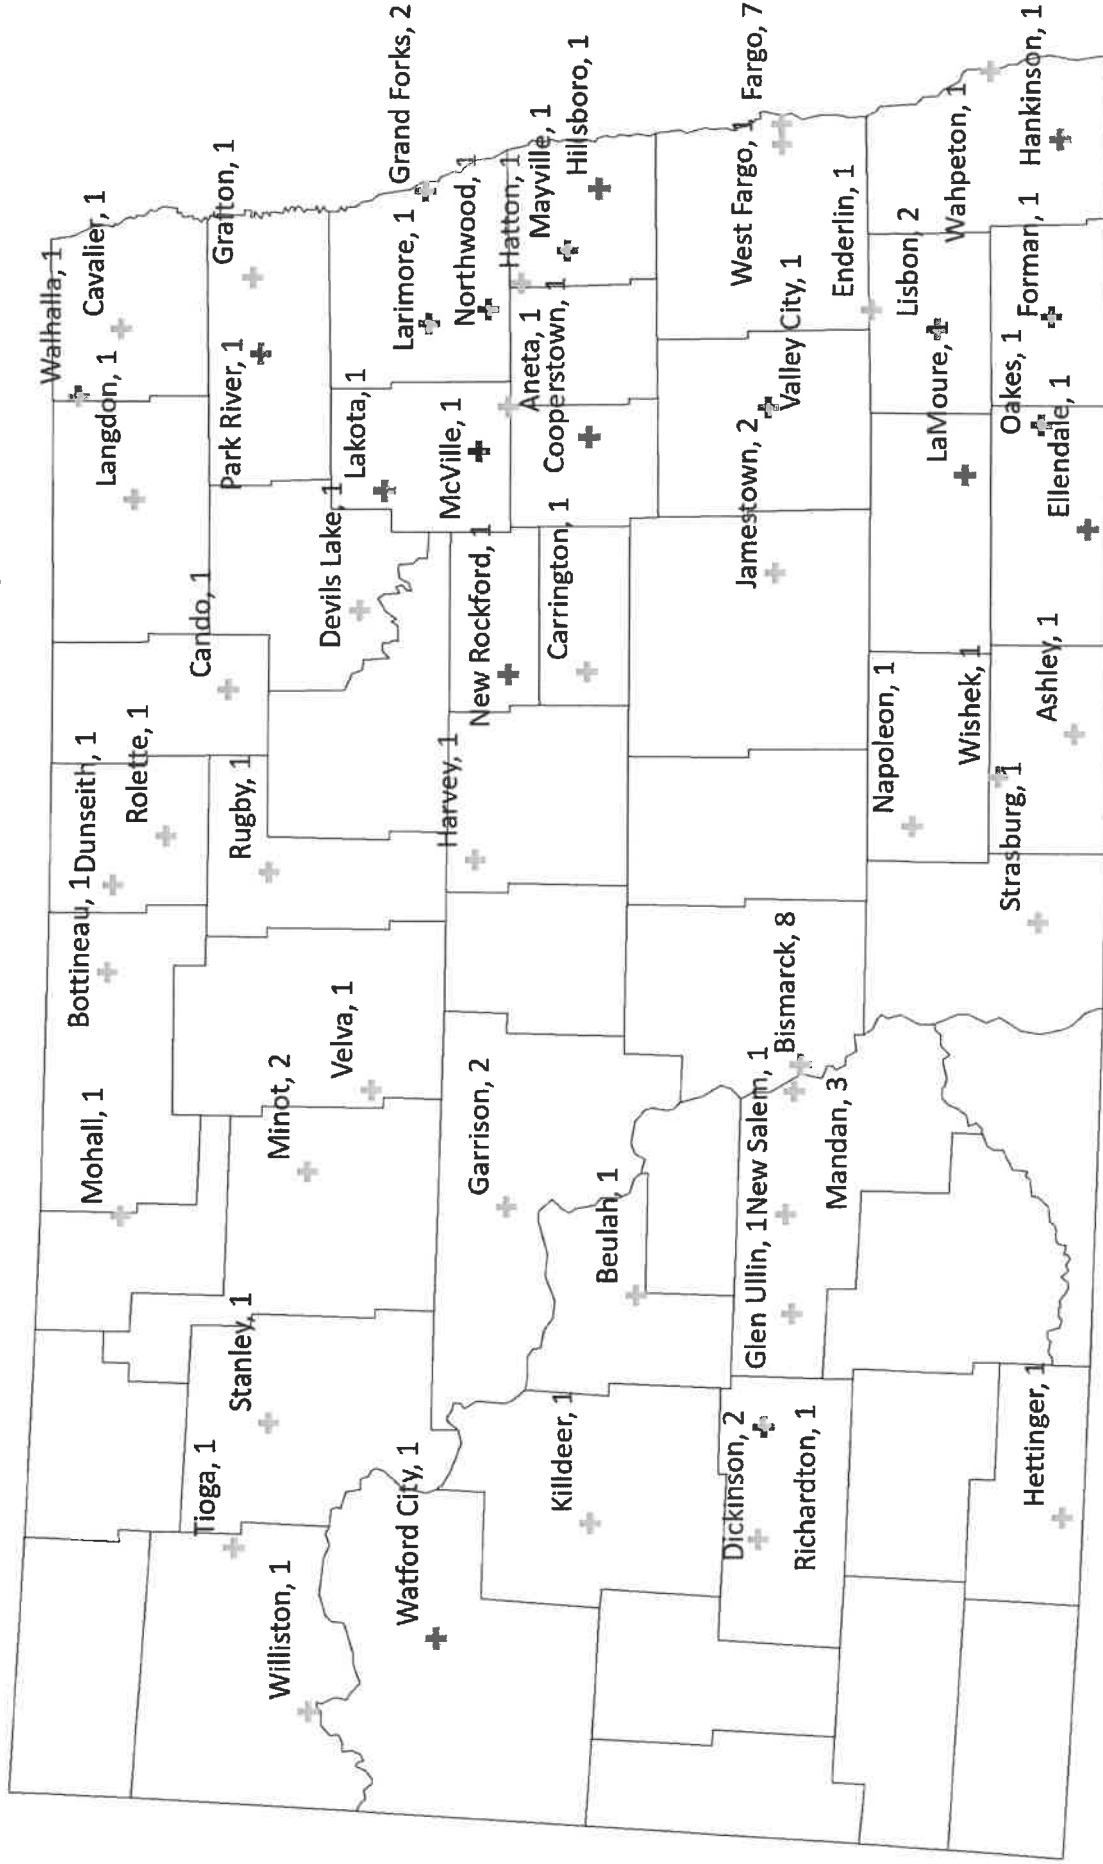 Walhalla, 1
Langdon, 1
Cavalier, 1
Bottineau, 1
Dunseith, 1
Rolette, 1
Mohall, 1
Cando, 1
Park River, 1
Grafton, 1
Tioga, 1
Stanley, 1
Rugby, 1
Williston, 1
Minot, 2
Velva, 1
Devils Lake, 1
Lakota, 1
Larimore, 1
Grand Forks, 2
Watford City, 1
Harvey, 1
McVille, 1
Northwood, 1
Garrison, 2
New Rockford, 1
Hatton, 1
Aneta, 1
Mayville, 1
Killdeer, 1
Carrington, 1
Cooperstown, 1
Hillsboro, 1
Beulah, 1
Dickinson, 2
Glen Ullin, 1
New Salem, 1
Bismarck, 8
Jamestown, 2
Valley City, 1
West Fargo, 1
Fargo, 7
Richardton, 1
Mandan, 3
Enderlin, 1
Napoleon, 1
LaMoure, 1
Lisbon, 2
Wahpeton, 1
Wishek, 1
Strasburg, 1
Oakes, 1
Forman, 1
Hankinson, 1
Hettinger, 1
Ashley, 1
Ellendale, 1